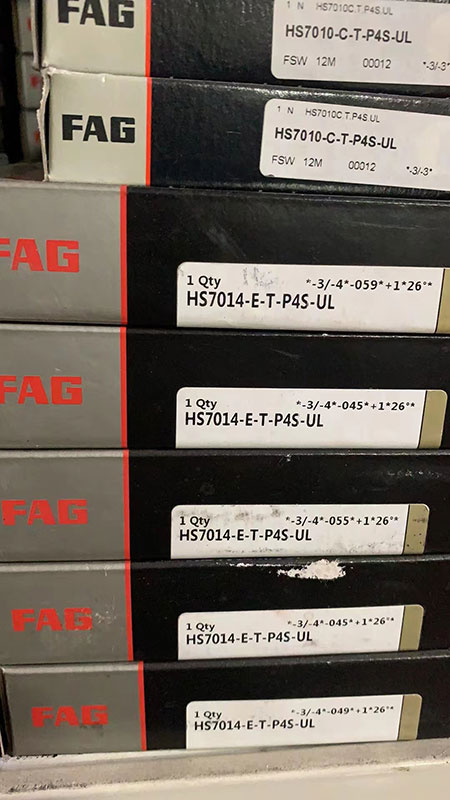 FAG
1 N HS7010C.T.P4S.UL
HS7010-C-T-P4S-UL
FSW 12M 00012 *-3/-3*
FAG
1 N HS7010C.T.P4S.UL
HS7010-C-T-P4S-UL
FSW 12M 00012 *-3/-3*
FAG
1 Qty *-3/-4*-059*+1*26°*
HS7014-E-T-P4S-UL
FAG
1 Qty *-3/-4*-045*+1*26°*
HS7014-E-T-P4S-UL
FAG
1 Qty *-3/-4*-055*+1*26°*
HS7014-E-T-P4S-UL
FAG
1 Qty *-3/-4*-045*+1*26°*
HS7014-E-T-P4S-UL
FAG
1 Qty *-3/-4*-049*+1*26°*
HS7014-E-T-P4S-UL